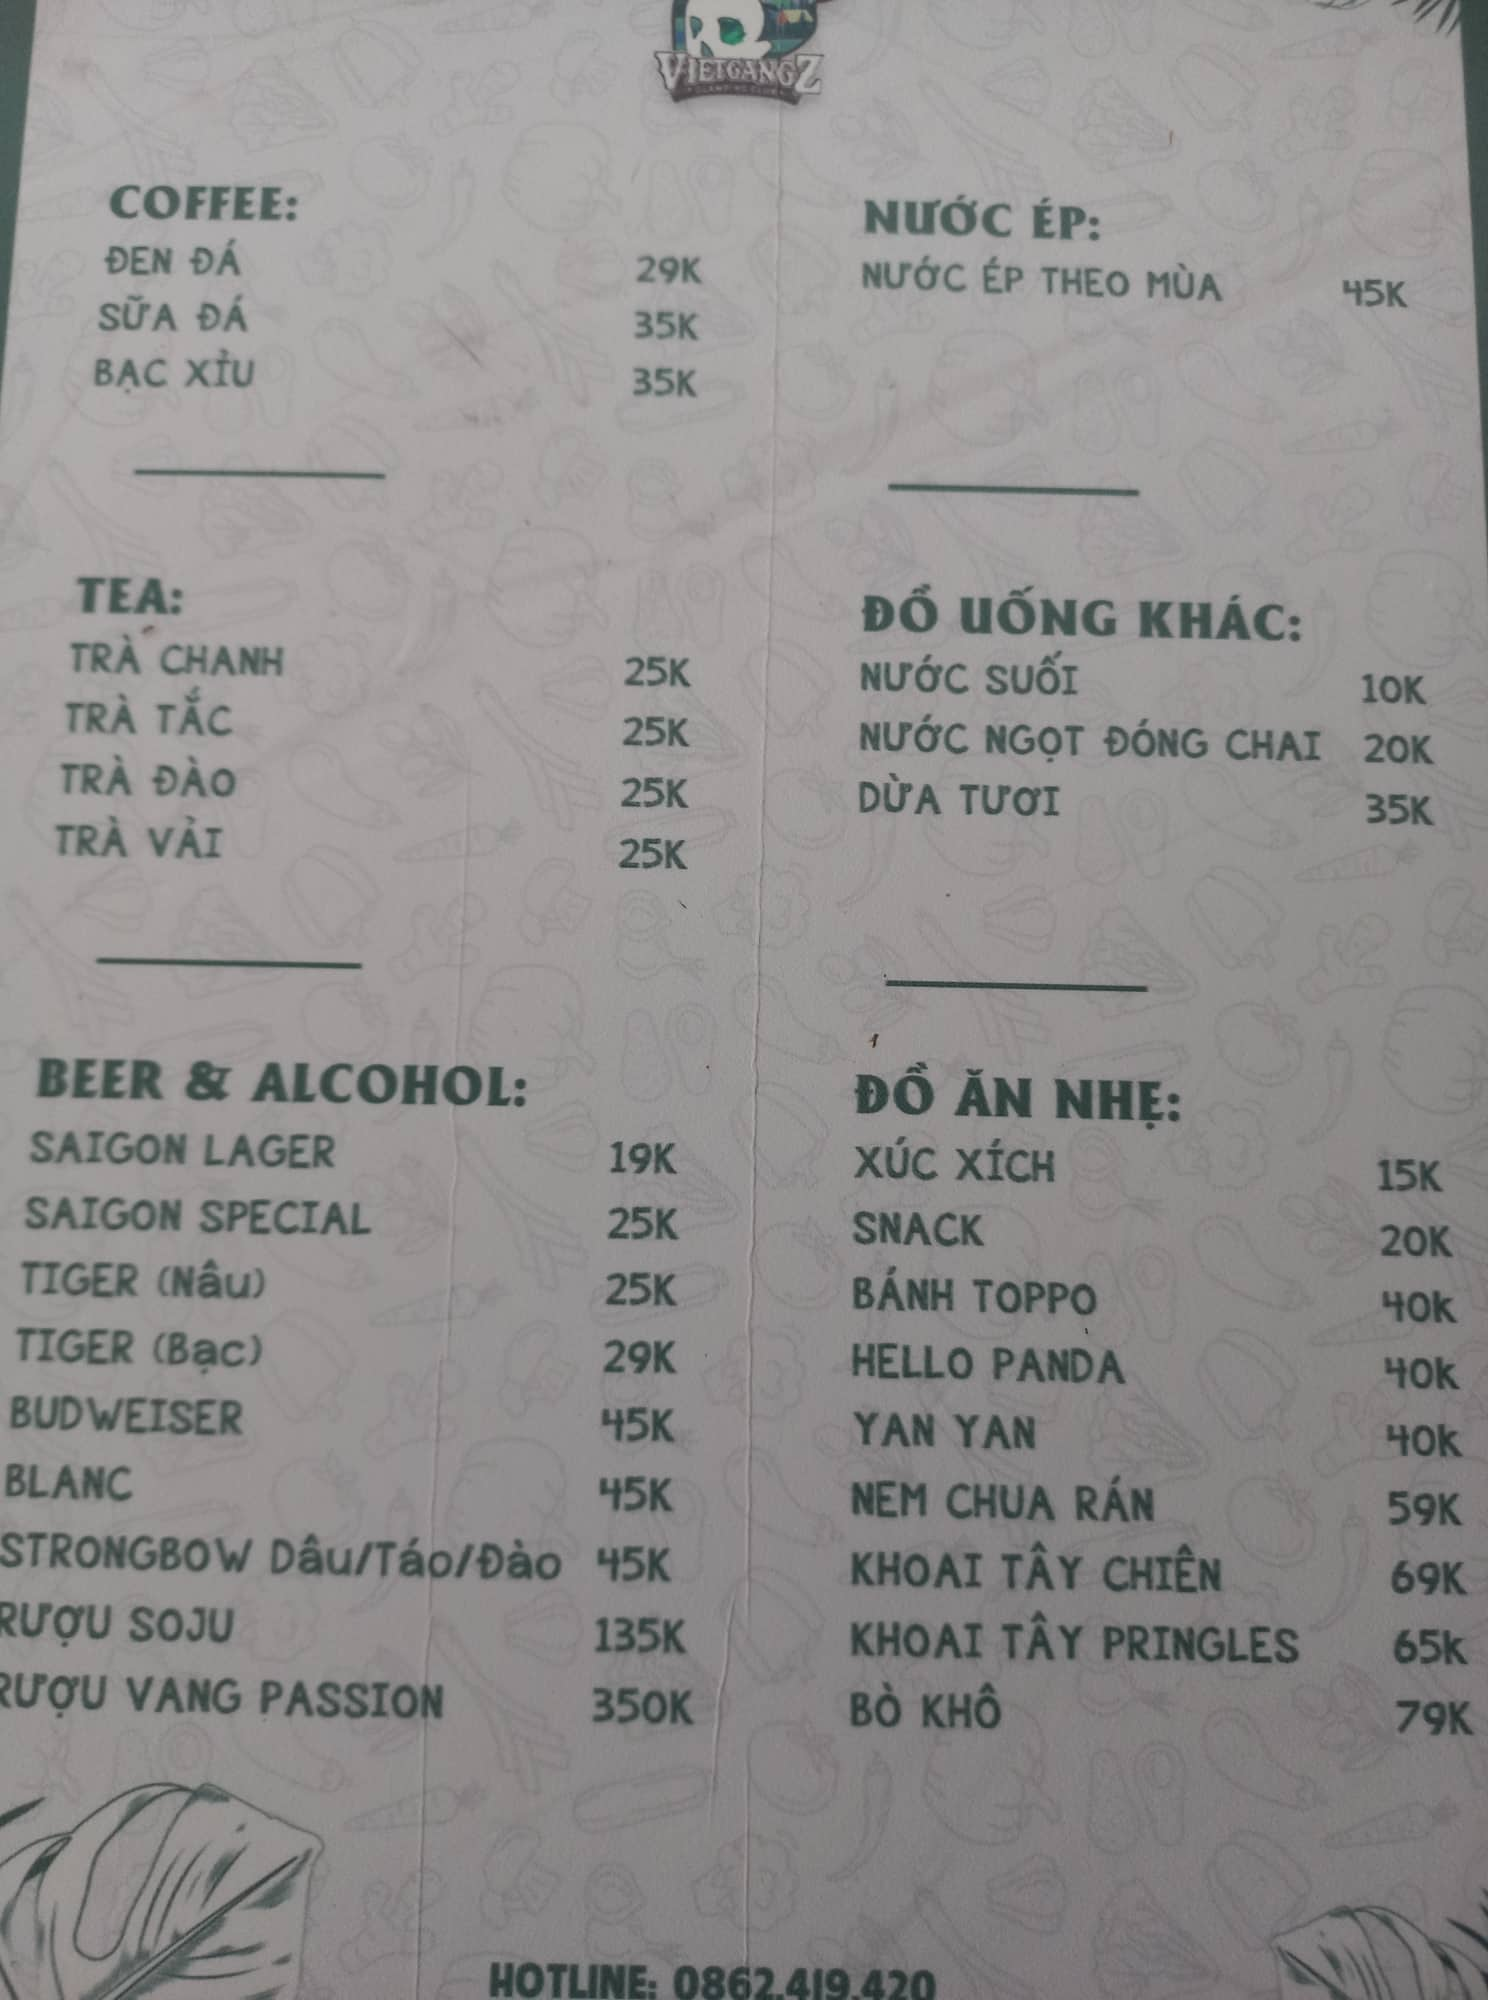 VIETGANGZ
GLAMPING CLUB
COFFEE:
ĐEN ĐÁ 29K
SỮA ĐÁ 35K
BẠC XỈU 35K
TEA:
TRÀ CHANH 25K
TRÀ TẮC 25K
TRÀ ĐÀO 25K
TRÀ VẢI 25K
BEER & ALCOHOL:
SAIGON LAGER 19K
SAIGON SPECIAL 25K
TIGER (Nâu) 25K
TIGER (Bạc) 29K
BUDWEISER 45K
BLANC 45K
STRONGBOW Dâu/Táo/Đào 45K
RƯỢU SOJU 135K
RƯỢU VANG PASSION 350K
NƯỚC ÉP:
NƯỚC ÉP THEO MÙA 45K
ĐỒ UỐNG KHÁC:
NƯỚC SUỐI 10K
NƯỚC NGỌT ĐÓNG CHAI 20K
DỪA TƯƠI 35K
ĐỒ ĂN NHẸ:
XÚC XÍCH 15K
SNACK 20K
BÁNH TOPPO 40k
HELLO PANDA 40k
YAN YAN 40k
NEM CHUA RÁN 59K
KHOAI TÂY CHIÊN 69K
KHOAI TÂY PRINGLES 65k
BÒ KHÔ 79K
HOTLINE: 0862.419.420